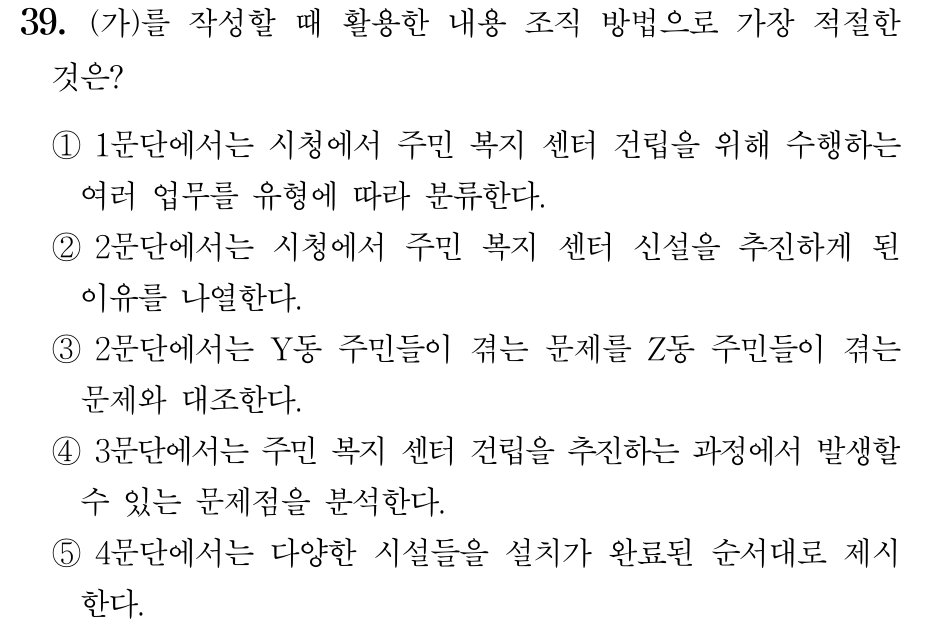 39. (가)를 작성할 때 활용한 내용 조직 방법으로 가장 적절한
것은?
① 1문단에서는 시청에서 주민 복지 센터 건립을 위해 수행하는
여러 업무를 유형에 따라 분류한다.
② 2문단에서는 시청에서 주민 복지 센터 신설을 추진하게 된
이유를 나열한다.
③ 2문단에서는 Y동 주민들이 겪는 문제를 Z동 주민들이 겪는
문제와 대조한다.
④ 3문단에서는 주민 복지 센터 건립을 추진하는 과정에서 발생할
수 있는 문제점을 분석한다.
⑤ 4문단에서는 다양한 시설들을 설치가 완료된 순서대로 제시
한다.